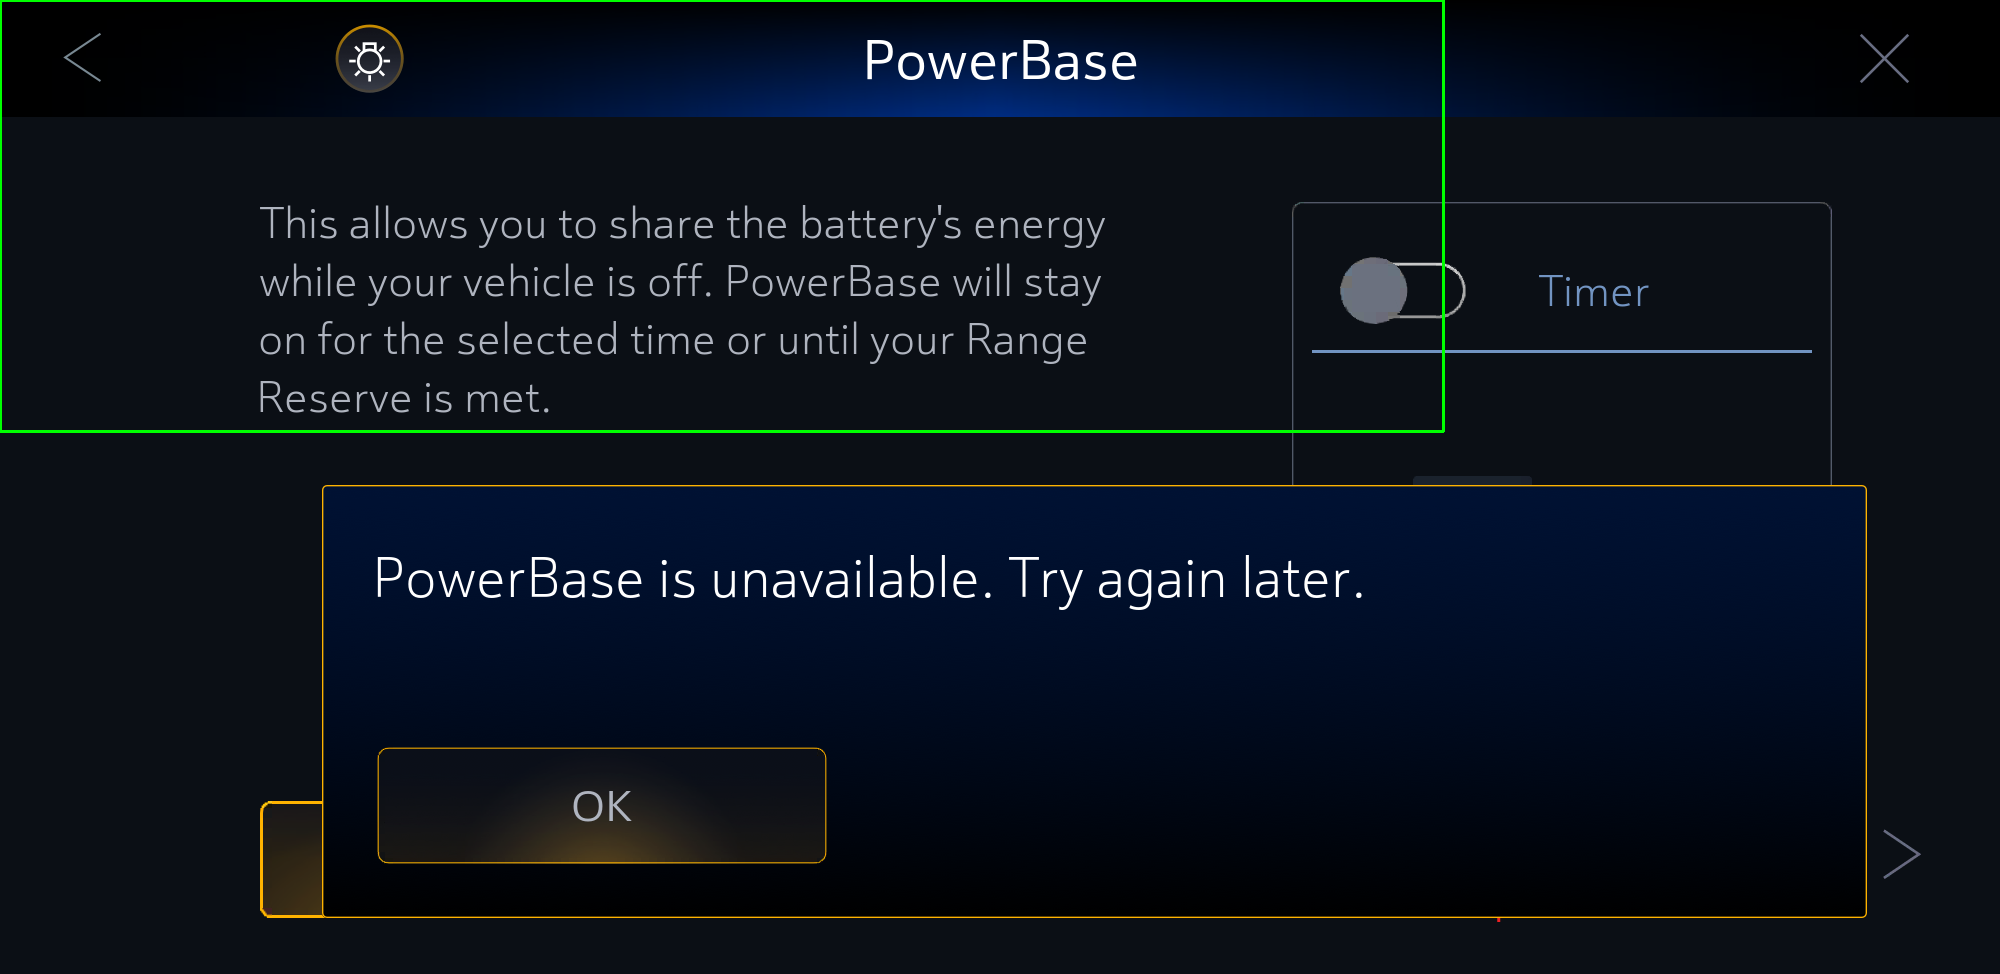 PowerBase
This allows you to share the battery's energy
while your vehicle is off. PowerBase will stay
on for the selected time or until your Range
Reserve is met.
Timer
PowerBase is unavailable. Try again later.
OK